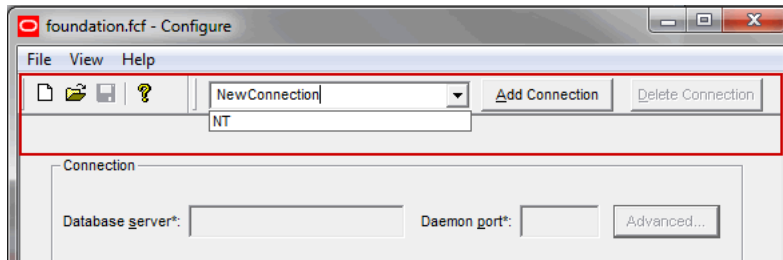 foundation.fcf - Configure
File View Help
NewConnection Add Connection Delete Connection
NT
Connection
Database server*: Daemon port*: Advanced...